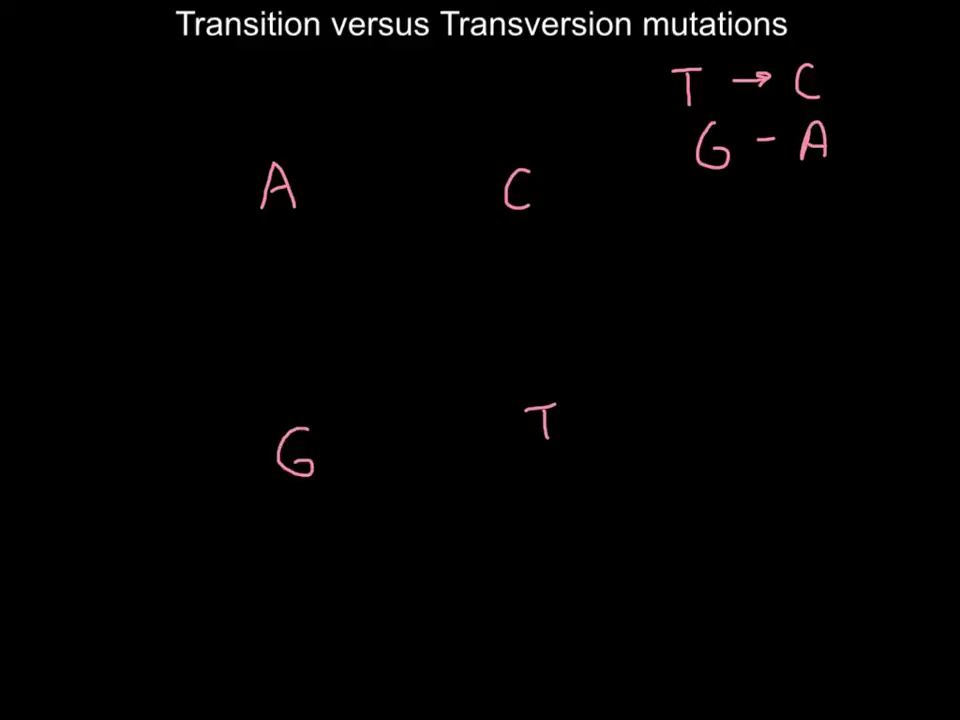 Transition versus Transversion mutations
T → C
G - A
A C
G T